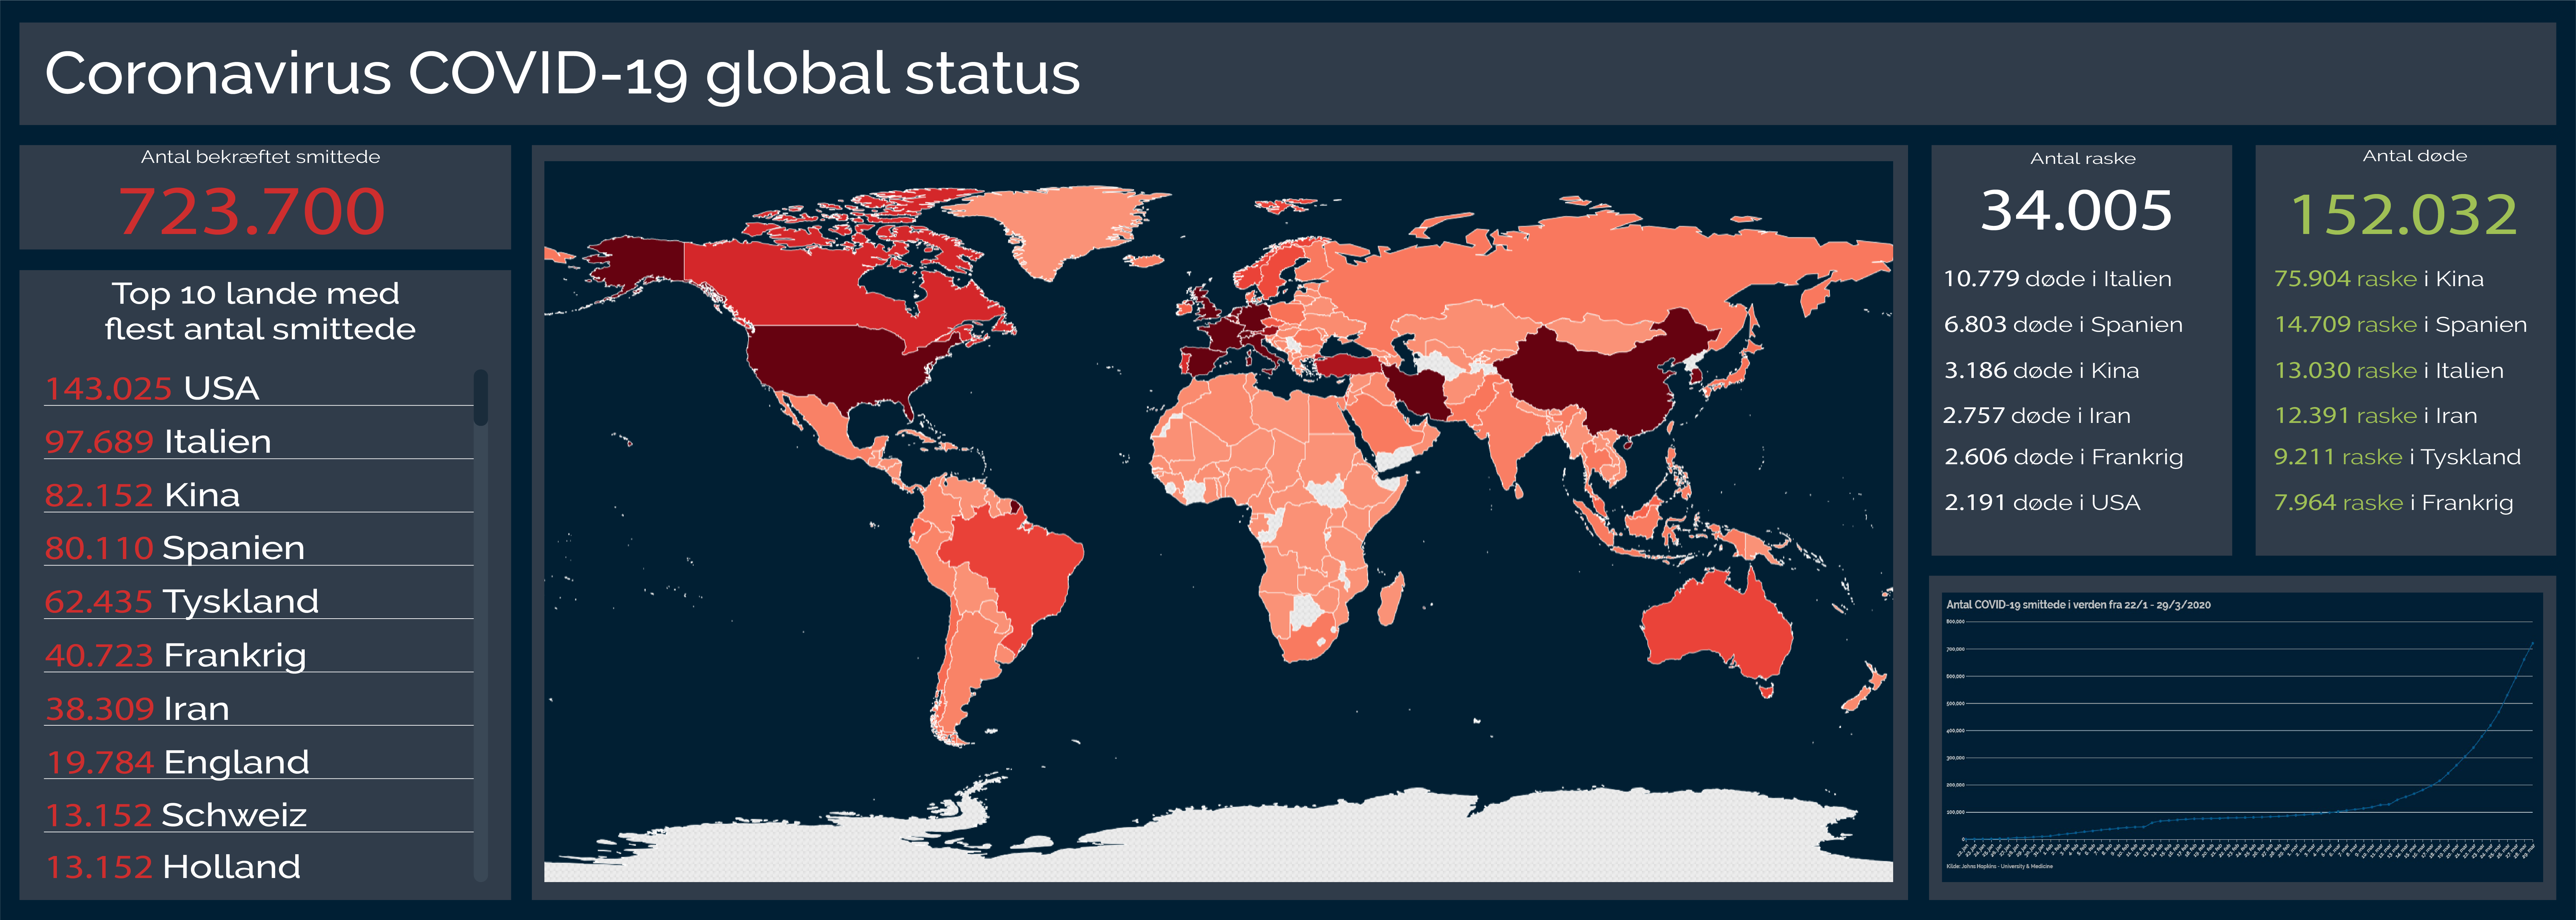 Coronavirus COVID-19 global status
Antal bekræftet smittede
723.700
Top 10 lande med
flest antal smittede
143.025 USA
97.689 Italien
82.152 Kina
80.110 Spanien
62.435 Tyskland
40.723 Frankrig
38.309 Iran
19.784 England
13.152 Schweiz
13.152 Holland
Antal raske
34.005
10.779 døde i Italien
6.803 døde i Spanien
3.186 døde i Kina
2.757 døde i Iran
2.606 døde i Frankrig
2.191 døde i USA
Antal døde
152.032
75.904 raske i Kina
14.709 raske i Spanien
13.030 raske i Italien
12.391 raske i Iran
9.211 raske i Tyskland
7.964 raske i Frankrig
Antal COVID-19 smittede i verden fra 22/1 - 29/3/2020
800,000
700,000
600,000
500,000
400,000
300,000
200,000
100,000
0
Kilde: Johns Hopkins - University & Medicine